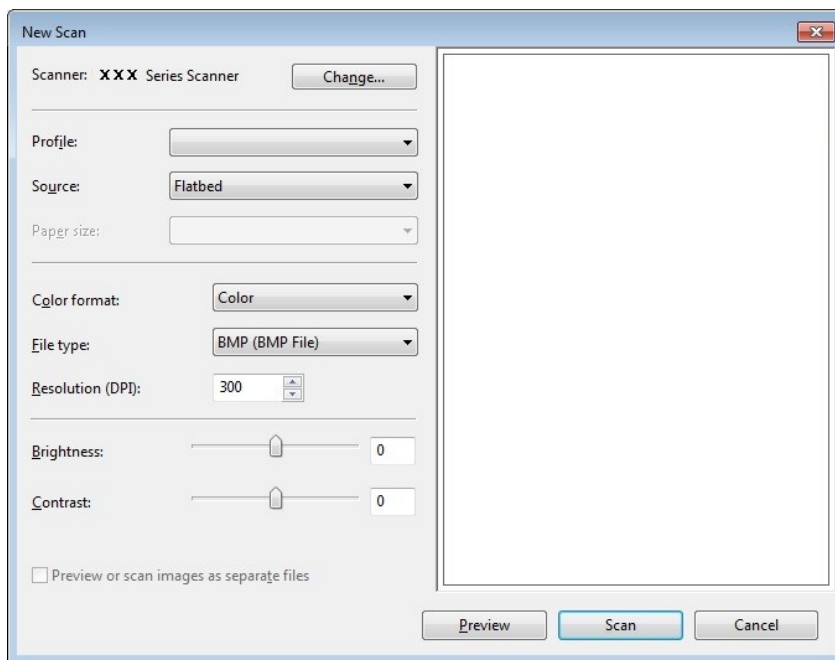 New Scan
Scanner: XXX Series Scanner Change...
Profile:
Source: Flatbed
Paper size:
Color format: Color
File type: BMP (BMP File)
Resolution (DPI): 300
Brightness: 0
Contrast: 0
Preview or scan images as separate files
Preview Scan Cancel